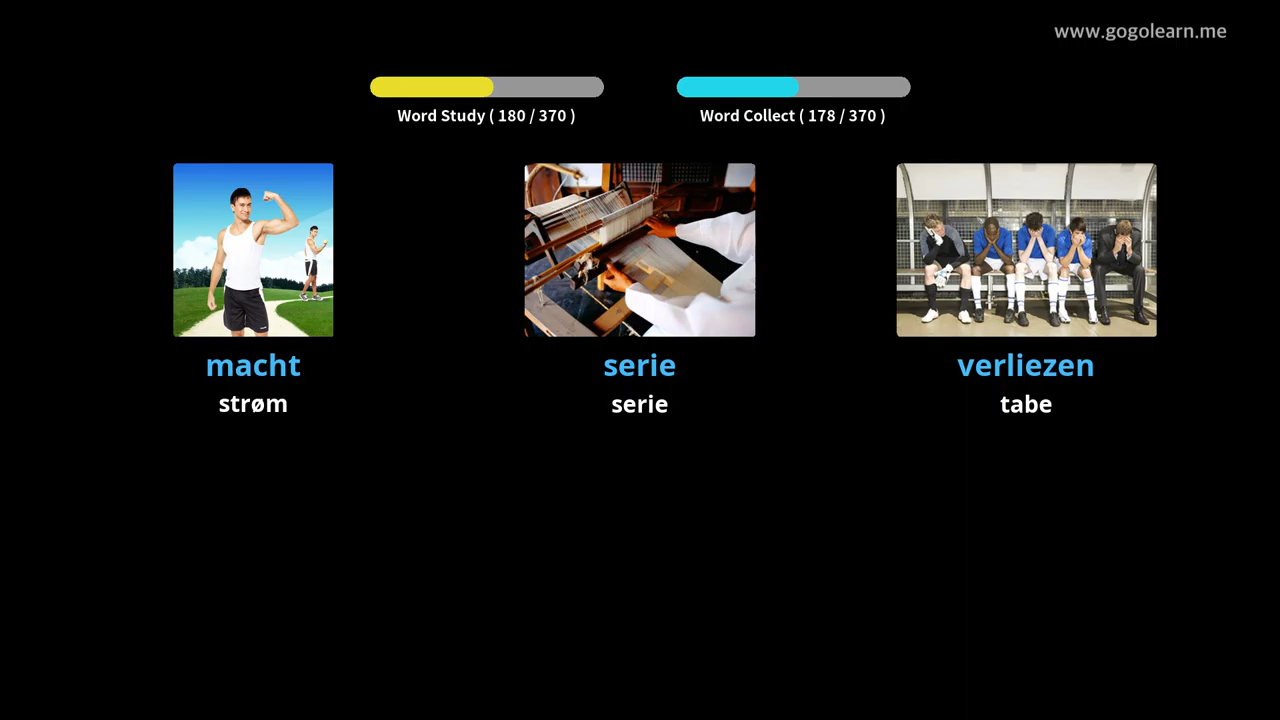 www.gogolearn.me
Word Study ( 180 / 370 )
Word Collect ( 178 / 370 )
macht
strøm
serie
serie
verliezen
tabe